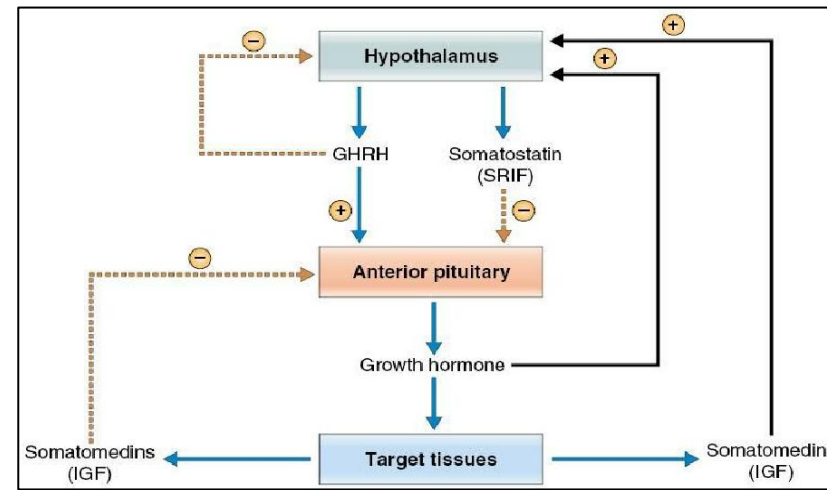 −
+
Hypothalamus
+
GHRH
Somatostatin
(SRIF)
+
−
−
Anterior pituitary
Growth hormone
Somatomedins
(IGF)
Target tissues
Somatomedin
(IGF)